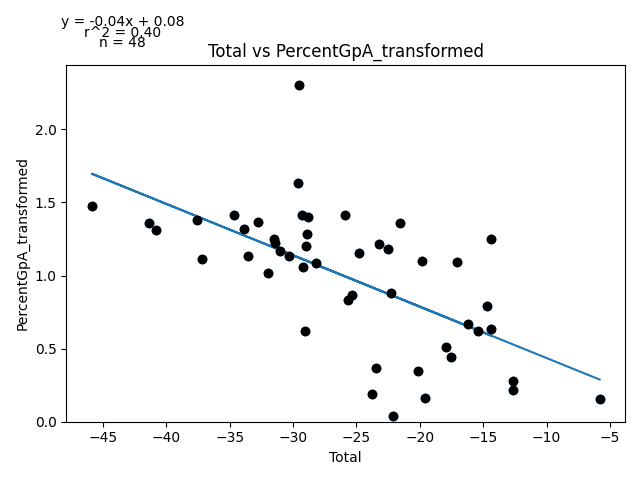 y = -0.04x + 0.08
r^2 = 0.40
n = 48
Total vs PercentGpA_transformed
PercentGpA_transformed
2.0
1.5
1.0
0.5
0.0
−45 −40 −35 −30 −25 −20 −15 −10 −5
Total